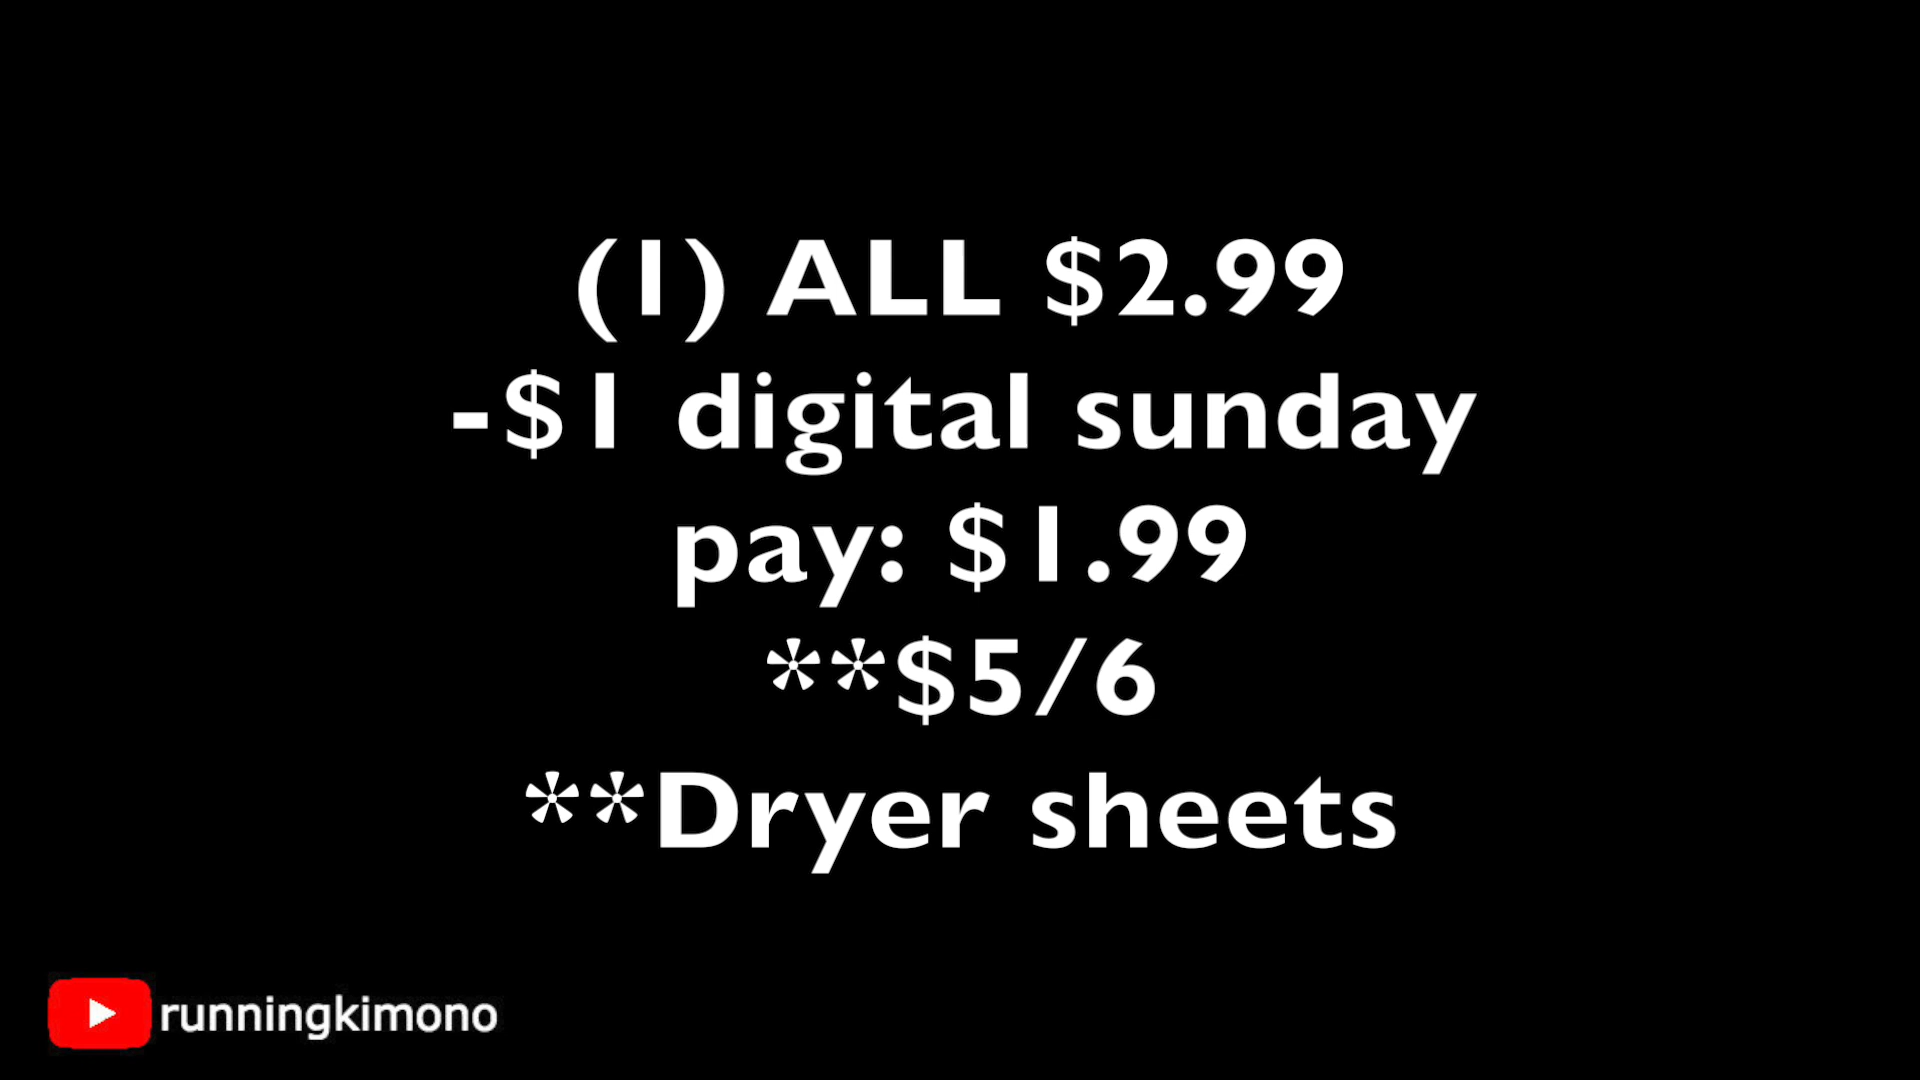 (1) ALL $2.99
-$1 digital sunday
pay: $1.99
**$5/6
**Dryer sheets
runningkimono